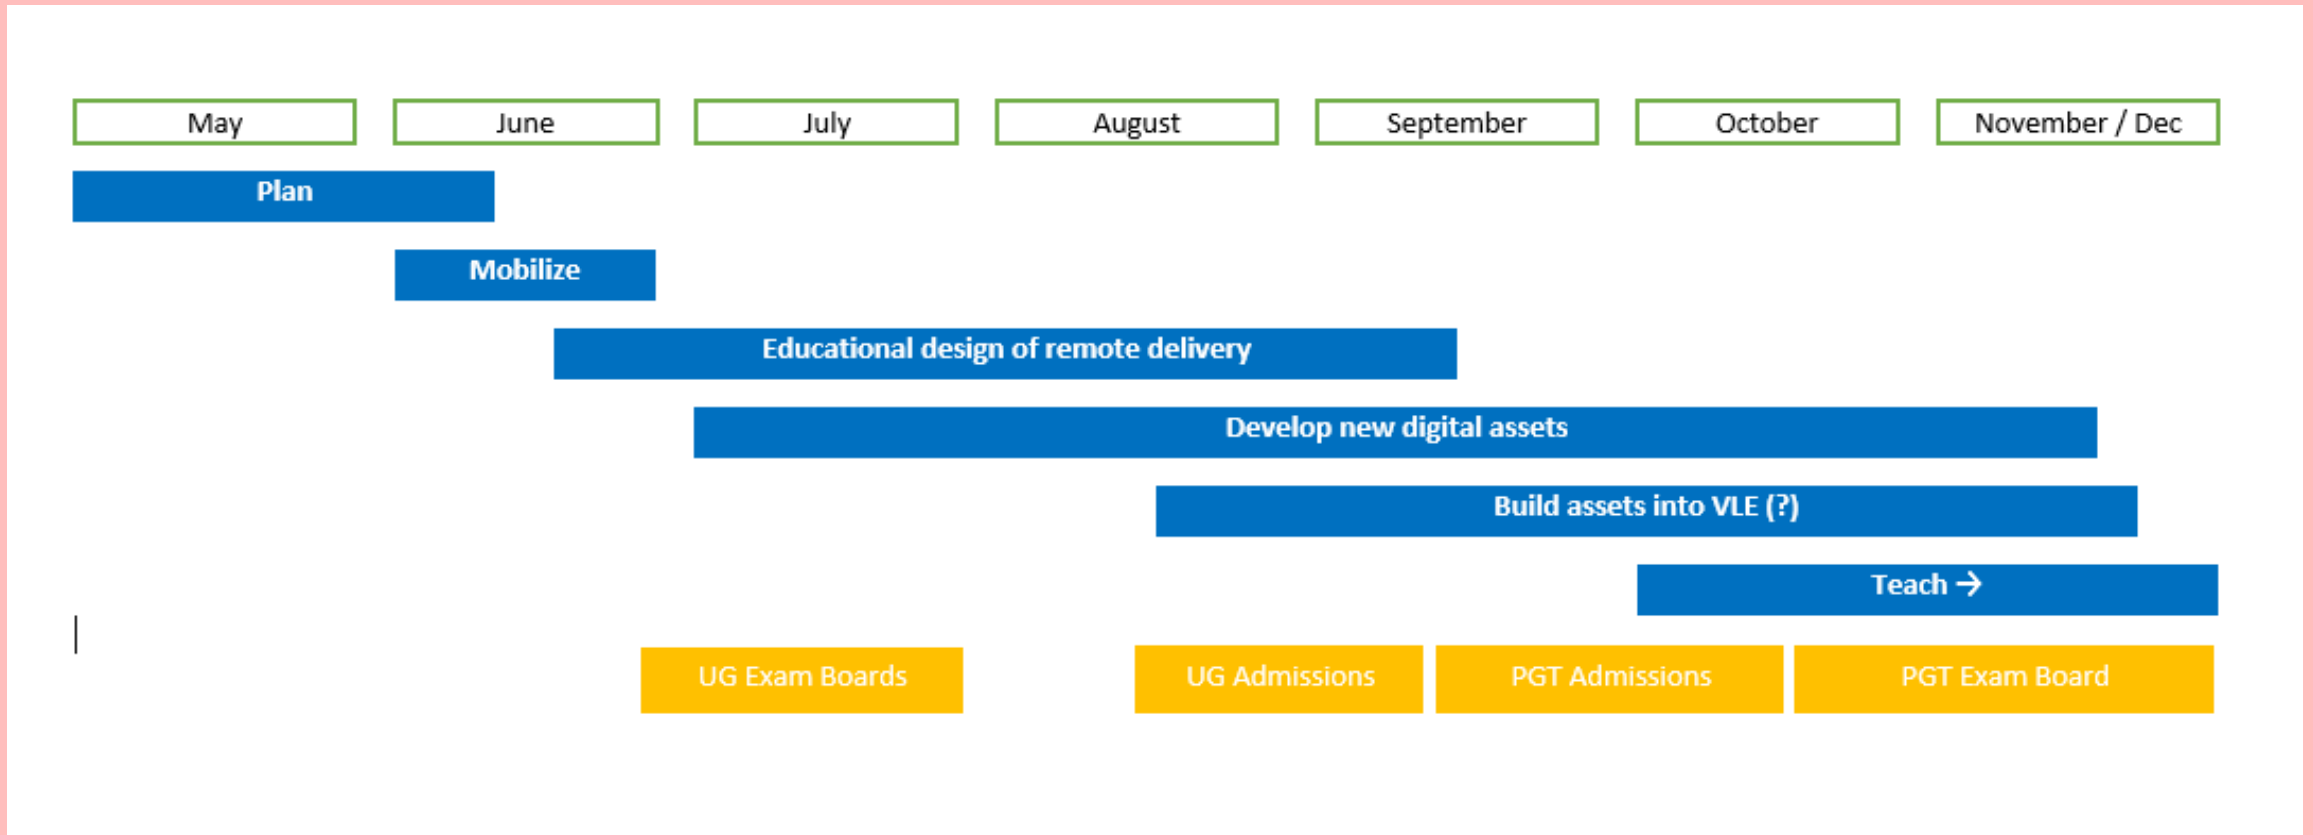 May
June
July
August
September
October
November / Dec
Plan
Mobilize
Educational design of remote delivery
Develop new digital assets
Build assets into VLE (?)
Teach →
UG Exam Boards
UG Admissions
PGT Admissions
PGT Exam Board